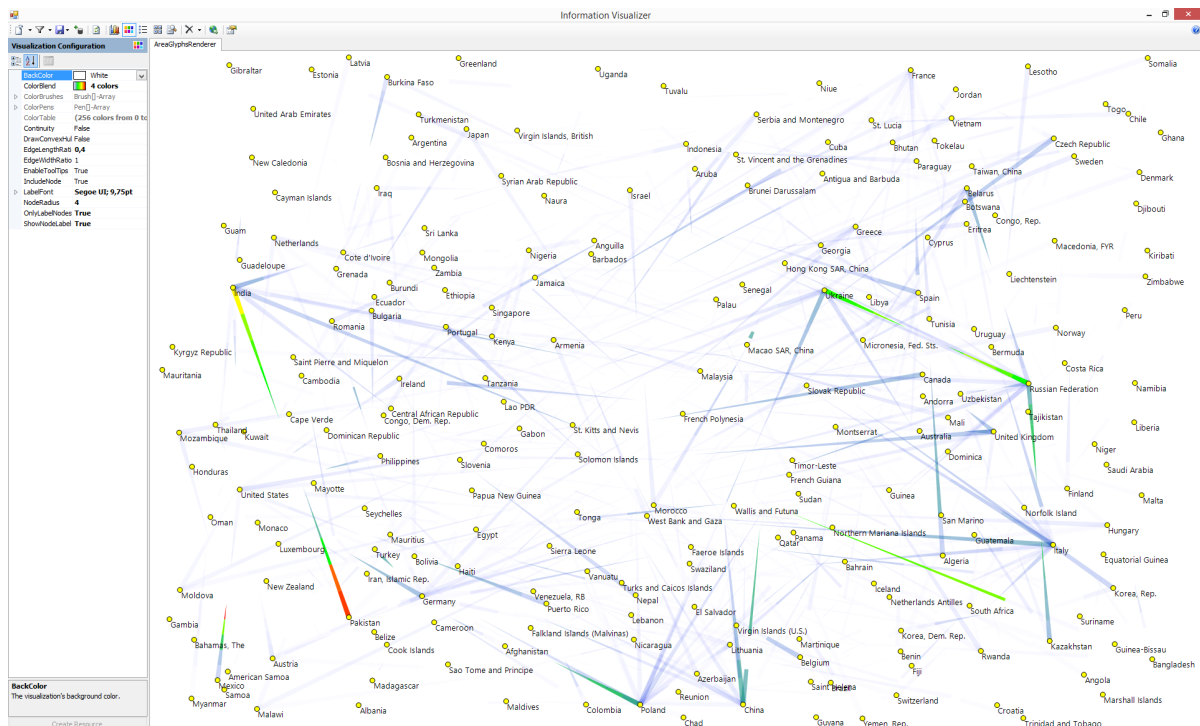 Information Visualizer
Visualization Configuration
AreaGlyphsRenderer
BackColor White
ColorBlend 4 colors
ColorBrushes Brush[]-Array
ColorPens Pen[]-Array
ColorTable (256 colors from 0 to
Continuity False
DrawConvexHul False
EdgeLengthRati 0,4
EdgeWidthRatio 1
EnableToolTips True
IncludeNode True
LabelFont Segoe UI; 9,75pt
NodeRadius 4
OnlyLabelNodes True
ShowNodeLabel True
BackColor
The visualization's background color.
Create Resource
Latvia
Greenland
Gibraltar
Estonia
Burkina Faso
Uganda
Tuvalu
Niue
France
Jordan
Lesotho
Somalia
United Arab Emirates
Turkmenistan
Japan
Virgin Islands, British
Serbia and Montenegro
St. Lucia
Vietnam
Togo
Chile
Ghana
Argentina
Indonesia
Cuba
Bhutan
Tokelau
Czech Republic
New Caledonia
Bosnia and Herzegovina
St. Vincent and the Grenadines
Paraguay
Sweden
Syrian Arab Republic
Aruba
Antigua and Barbuda
Taiwan, China
Denmark
Cayman Islands
Iraq
Naura
Israel
Brunei Darussalam
Belarus
Botswana
Djibouti
Guam
Sri Lanka
Congo, Rep.
Eritrea
Netherlands
Anguilla
Greece
Cyprus
Macedonia, FYR
Cote d'Ivoire
Mongolia
Nigeria
Barbados
Georgia
Kiribati
Guadeloupe
Grenada
Zambia
Hong Kong SAR, China
Liechtenstein
Zimbabwe
India
Burundi
Ethiopia
Jamaica
Senegal
Ukraine
Libya
Spain
Ecuador
Palau
Bulgaria
Singapore
Peru
Romania
Portugal
Tunisia
Uruguay
Norway
Kyrgyz Republic
Kenya
Armenia
Macao SAR, China
Micronesia, Fed. Sts.
Bermuda
Saint Pierre and Miquelon
Costa Rica
Mauritania
Cambodia
Ireland
Tanzania
Malaysia
Slovak Republic
Canada
Russian Federation
Namibia
Andorra
Uzbekistan
Cape Verde
Central African Republic
Congo, Dem. Rep.
Lao PDR
French Polynesia
Mali
Tajikistan
Thailand
Kuwait
Mozambique
Dominican Republic
Gabon
St. Kitts and Nevis
Montserrat
Australia
United Kingdom
Liberia
Comoros
Niger
Philippines
Slovenia
Solomon Islands
Timor-Leste
Dominica
Saudi Arabia
Honduras
French Guiana
United States
Mayotte
Papua New Guinea
Sudan
Guinea
Finland
Malta
Seychelles
Morocco
Wallis and Futuna
Norfolk Island
Oman
Monaco
Tonga
West Bank and Gaza
San Marino
Egypt
Northern Mariana Islands
Hungary
Mauritius
Qatar
Panama
Guatemala
Luxembourg
Turkey
Bolivia
Sierra Leone
Faeroe Islands
Italy
Algeria
Equatorial Guinea
Haiti
Swaziland
Bahrain
Iran, Islamic Rep.
Vanuatu
New Zealand
Turks and Caicos Islands
Iceland
Korea, Rep.
Moldova
Germany
Venezuela, RB
Puerto Rico
Nepal
Netherlands Antilles
South Africa
El Salvador
Gambia
Pakistan
Lebanon
Suriname
Cameroon
Falkland Islands (Malvinas)
Virgin Islands (U.S.)
Korea, Dem. Rep.
Bahamas, The
Belize
Cook Islands
Nicaragua
Lithuania
Martinique
Kazakhstan
Guinea-Bissau
Afghanistan
Benin
Rwanda
Bangladesh
Austria
Sao Tome and Principe
Belgium
Fiji
American Samoa
Azerbaijan
Angola
Mexico
Samoa
Madagascar
Saint Helena
Brazil
Reunion
Switzerland
Marshall Islands
Myanmar
Malawi
Albania
Maldives
Colombia
Poland
China
Croatia
Chad
Guyana
Yemen, Rep.
Trinidad and Tobago